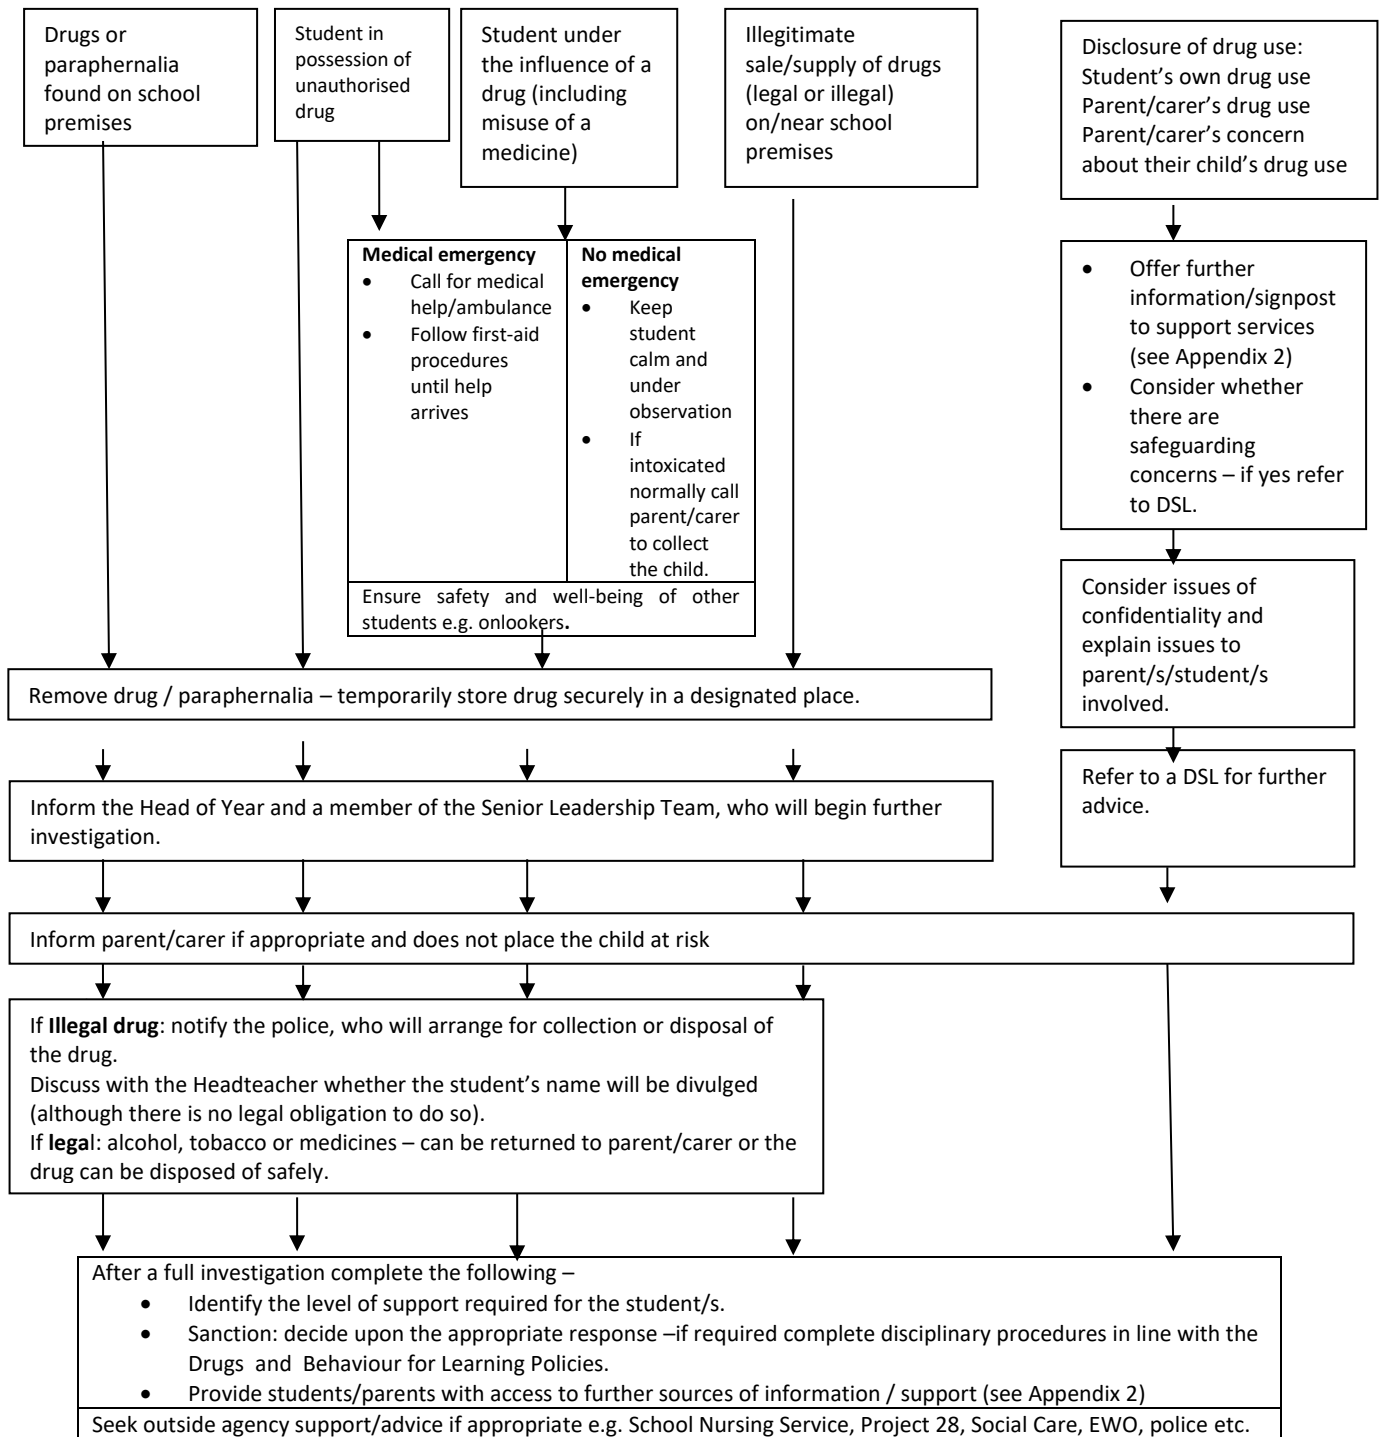 Drugs or
paraphernalia
found on school
premises
Student in
possession of
unauthorised
drug
Student under
the influence of a
drug (including
misuse of a
medicine)
Illegitimate
sale/supply of drugs
(legal or illegal)
on/near school
premises
Disclosure of drug use:
Student’s own drug use
Parent/carer’s drug use
Parent/carer’s concern
about their child’s drug use
Medical emergency
• Call for medical
help/ambulance
• Follow first-aid
procedures
until help
arrives
No medical
emergency
• Keep
student
calm and
under
observation
• If
intoxicated
normally call
parent/carer
to collect
the child.
Ensure safety and well-being of other
students e.g. onlookers.
• Offer further
information/signpost
to support services
(see Appendix 2)
• Consider whether
there are
safeguarding
concerns – if yes refer
to DSL.
Consider issues of
confidentiality and
explain issues to
parent/s/student/s
involved.
Remove drug / paraphernalia – temporarily store drug securely in a designated place.
Refer to a DSL for further
advice.
Inform the Head of Year and a member of the Senior Leadership Team, who will begin further
investigation.
Inform parent/carer if appropriate and does not place the child at risk
If Illegal drug: notify the police, who will arrange for collection or disposal of
the drug.
Discuss with the Headteacher whether the student’s name will be divulged
(although there is no legal obligation to do so).
If legal: alcohol, tobacco or medicines – can be returned to parent/carer or the
drug can be disposed of safely.
After a full investigation complete the following –
• Identify the level of support required for the student/s.
• Sanction: decide upon the appropriate response –if required complete disciplinary procedures in line with the
Drugs and Behaviour for Learning Policies.
• Provide students/parents with access to further sources of information / support (see Appendix 2)
Seek outside agency support/advice if appropriate e.g. School Nursing Service, Project 28, Social Care, EWO, police etc.